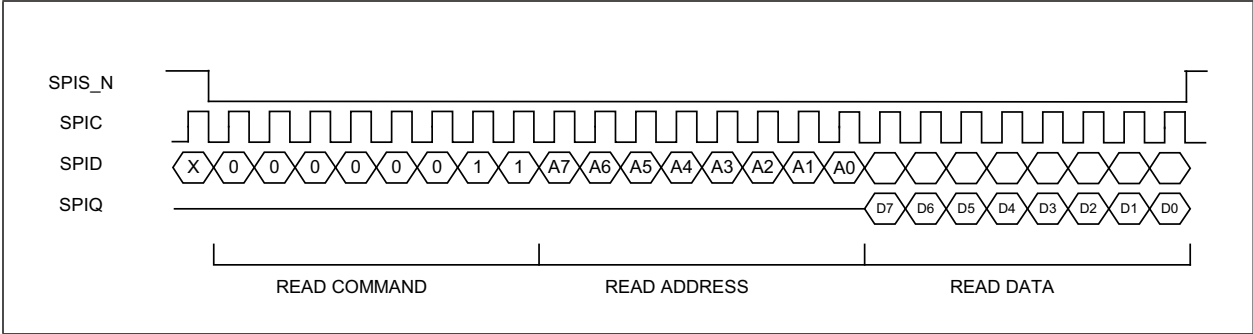 SPIS_N
SPIC
SPID X 0 0 0 0 0 0 1 1 A7 A6 A5 A4 A3 A2 A1 A0
SPIQ D7 D6 D5 D4 D3 D2 D1 D0
READ COMMAND READ ADDRESS READ DATA